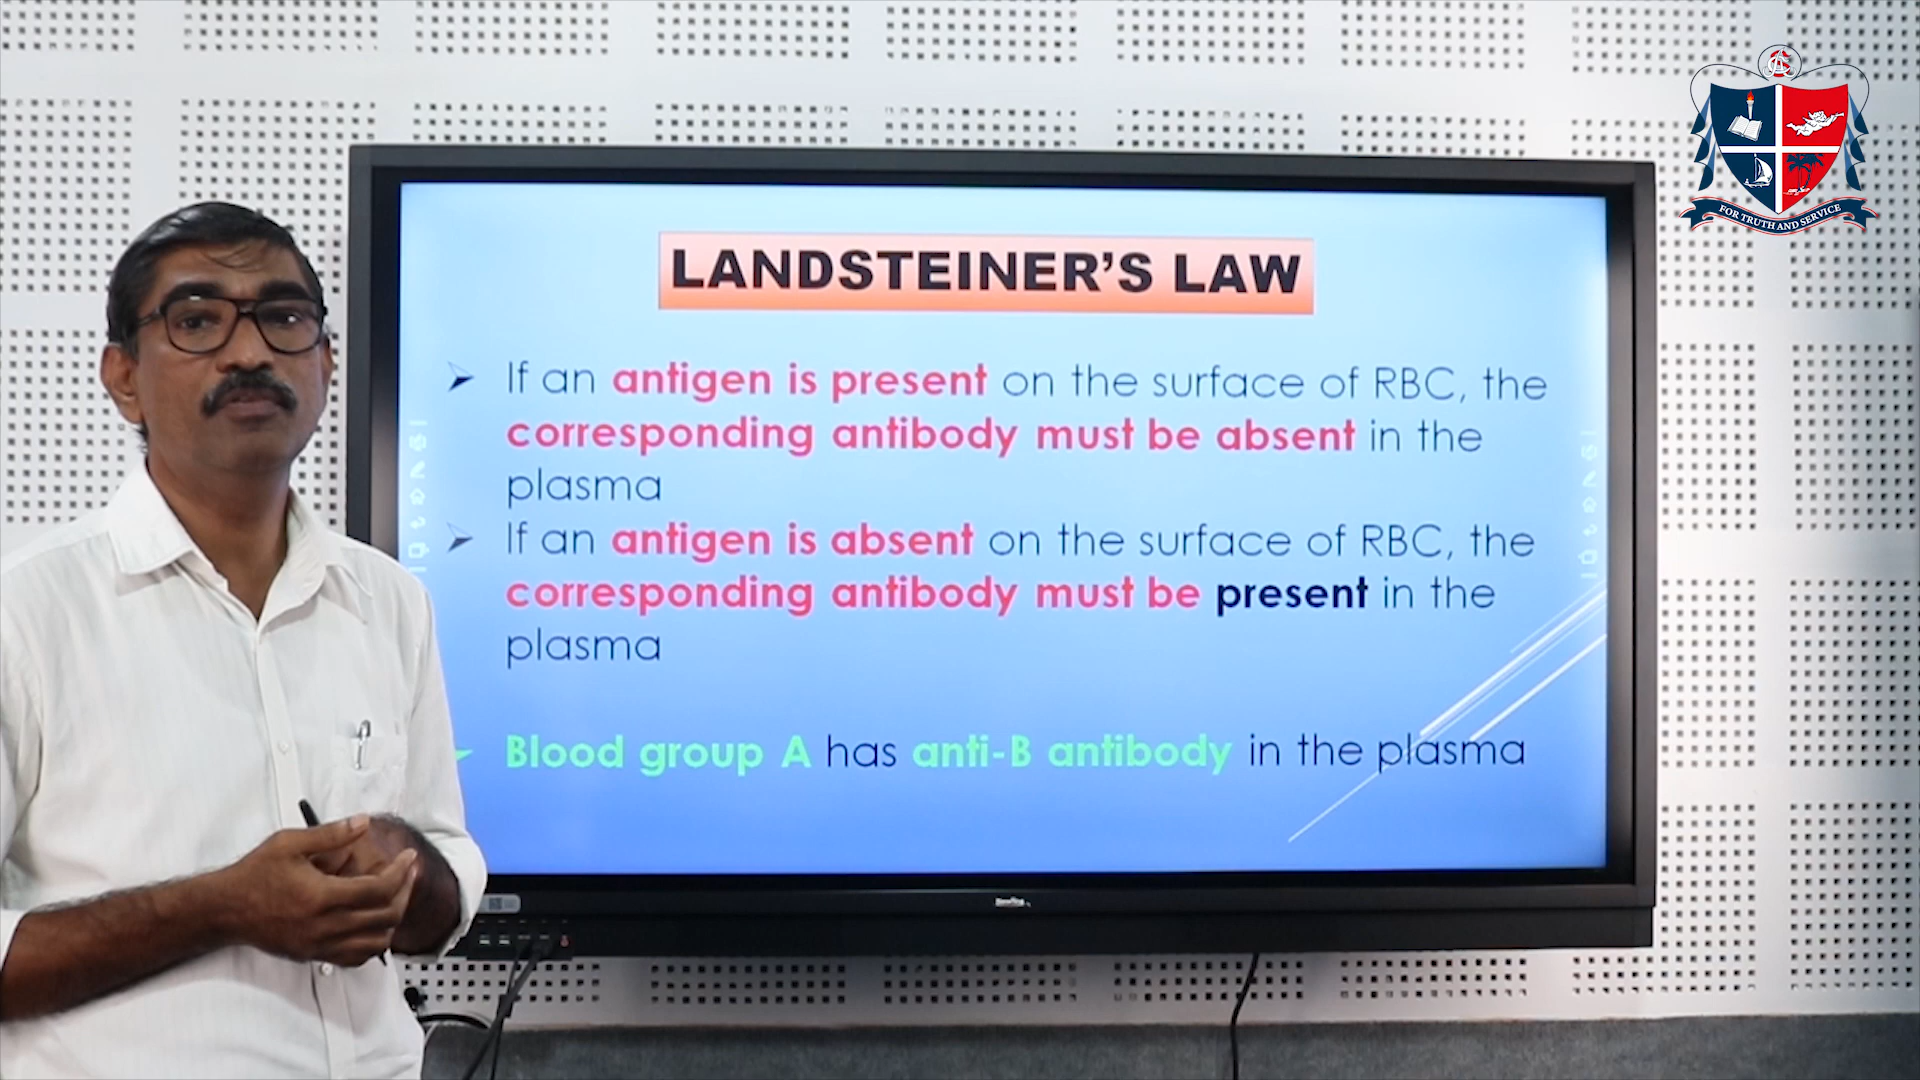 LANDSTEINER'S LAW
If an antigen is present on the surface of RBC, the
corresponding antibody must be absent in the
plasma
If an antigen is absent on the surface of RBC, the
corresponding antibody must be present in the
plasma
Blood group A has anti-B antibody in the plasma
FOR TRUTH AND SERVICE